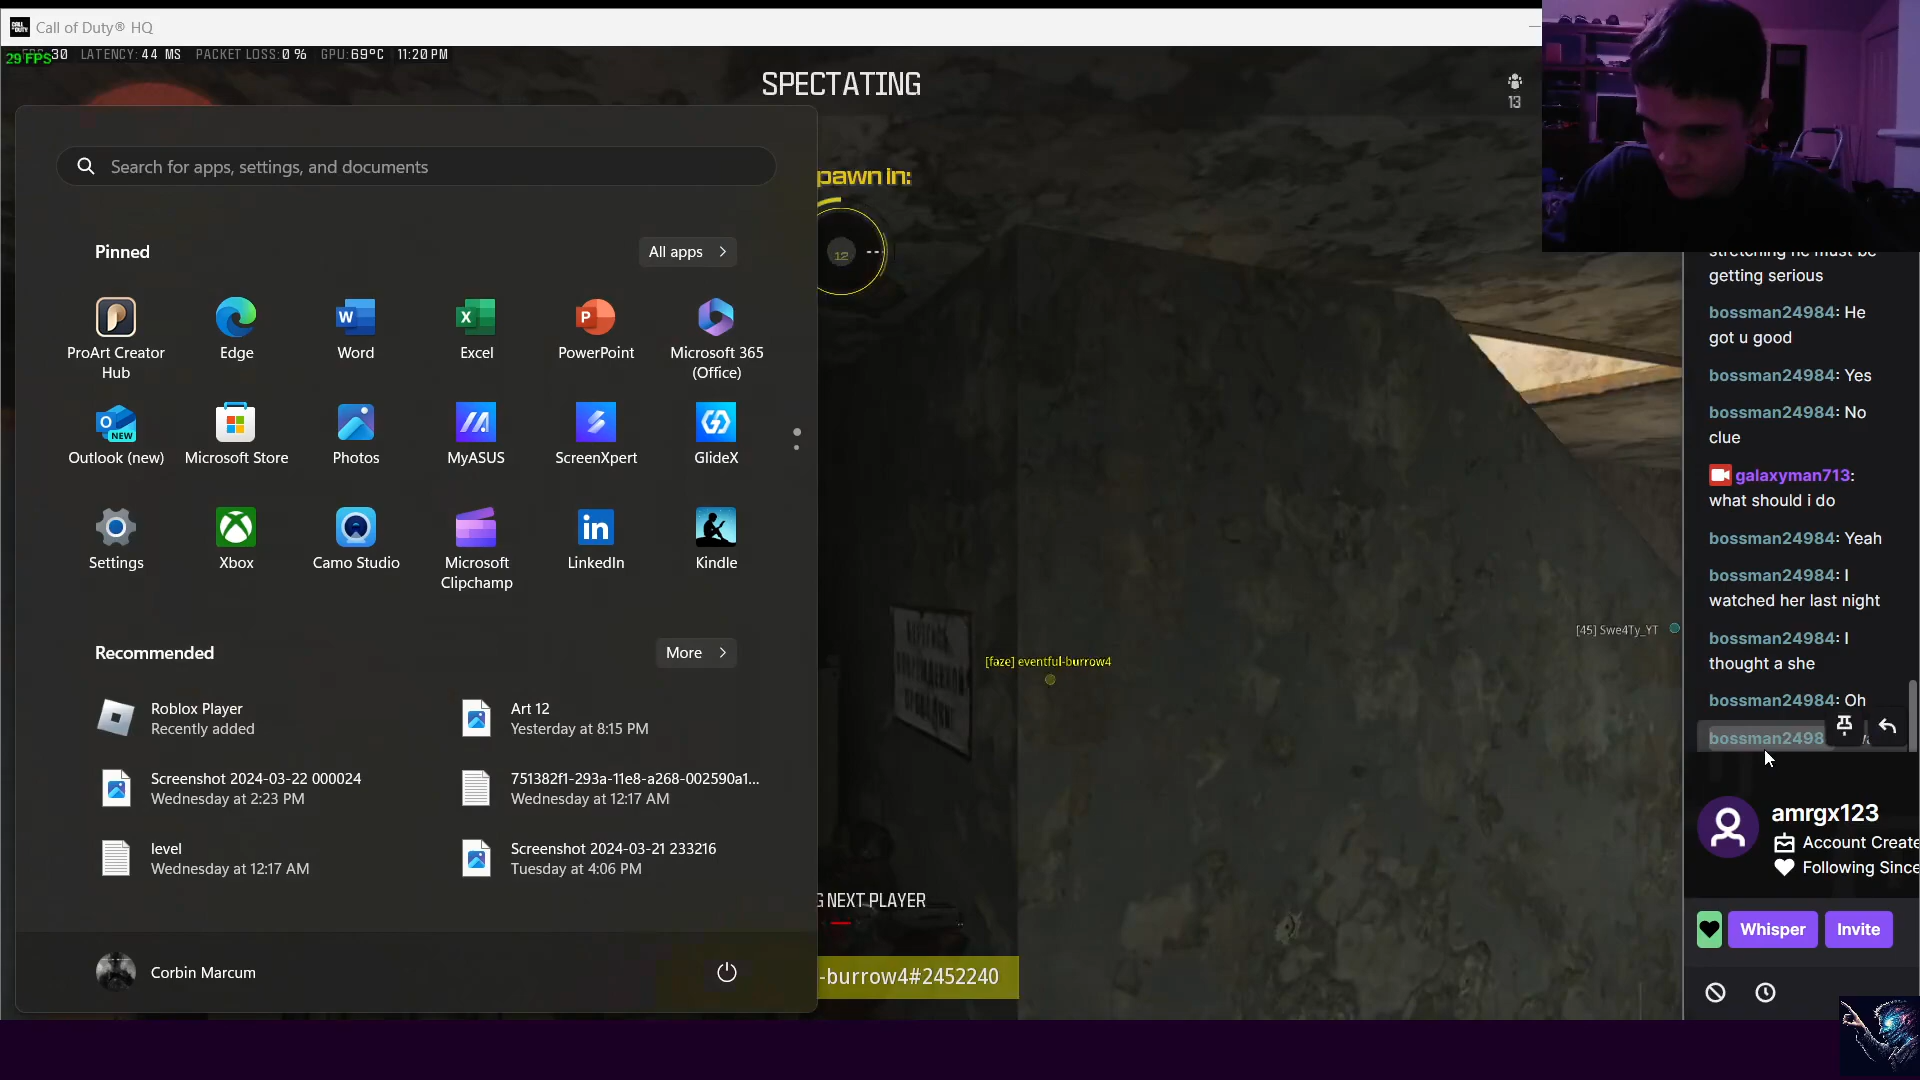 Call of Duty® HQ
29 FPS
30 LATENCY: 44 MS PACKET LOSS: 0 % GPU: 69°C 11:20 PM
SPECTATING
13
Search for apps, settings, and documents
pawn in:
12
Pinned
All apps
ProArt Creator Hub
Edge
Word
Excel
PowerPoint
Microsoft 365 (Office)
Outlook (new)
Microsoft Store
Photos
MyASUS
ScreenXpert
GlideX
Settings
Xbox
Camo Studio
Microsoft Clipchamp
LinkedIn
Kindle
Recommended
More
Roblox Player
Recently added
Art 12
Yesterday at 8:15 PM
Screenshot 2024-03-22 000024
Wednesday at 2:23 PM
751382f1-293a-11e8-a268-002590a1...
Wednesday at 12:17 AM
level
Wednesday at 12:17 AM
Screenshot 2024-03-21 233216
Tuesday at 4:06 PM
Corbin Marcum
[faze] eventful-burrow4
[45] Swe4Ty_YT
G NEXT PLAYER
-burrow4#2452240
stretching he must be
getting serious
bossman24984: He
got u good
bossman24984: Yes
bossman24984: No
clue
galaxyman713:
what should i do
bossman24984: Yeah
bossman24984: I
watched her last night
bossman24984: I
thought a she
bossman24984: Oh
bossman2498
amrgx123
Account Create
Following Since
Whisper
Invite